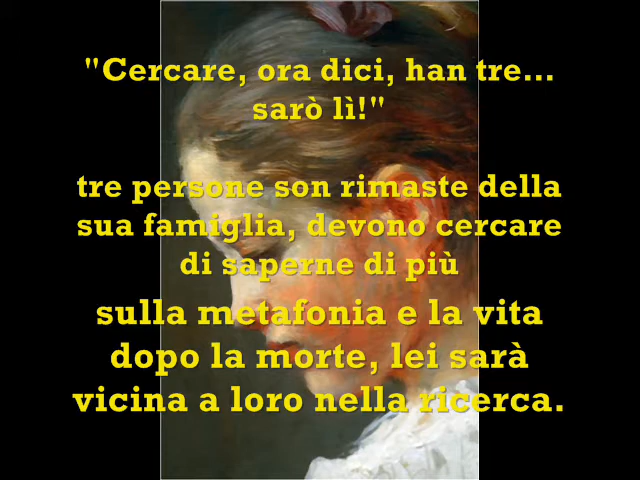 "Cercare, ora dici, han tre...
sarò lì!"
tre persone son rimaste della
sua famiglia, devono cercare
di saperne di più
sulla metafonia e la vita
dopo la morte, lei sarà
vicina a loro nella ricerca.